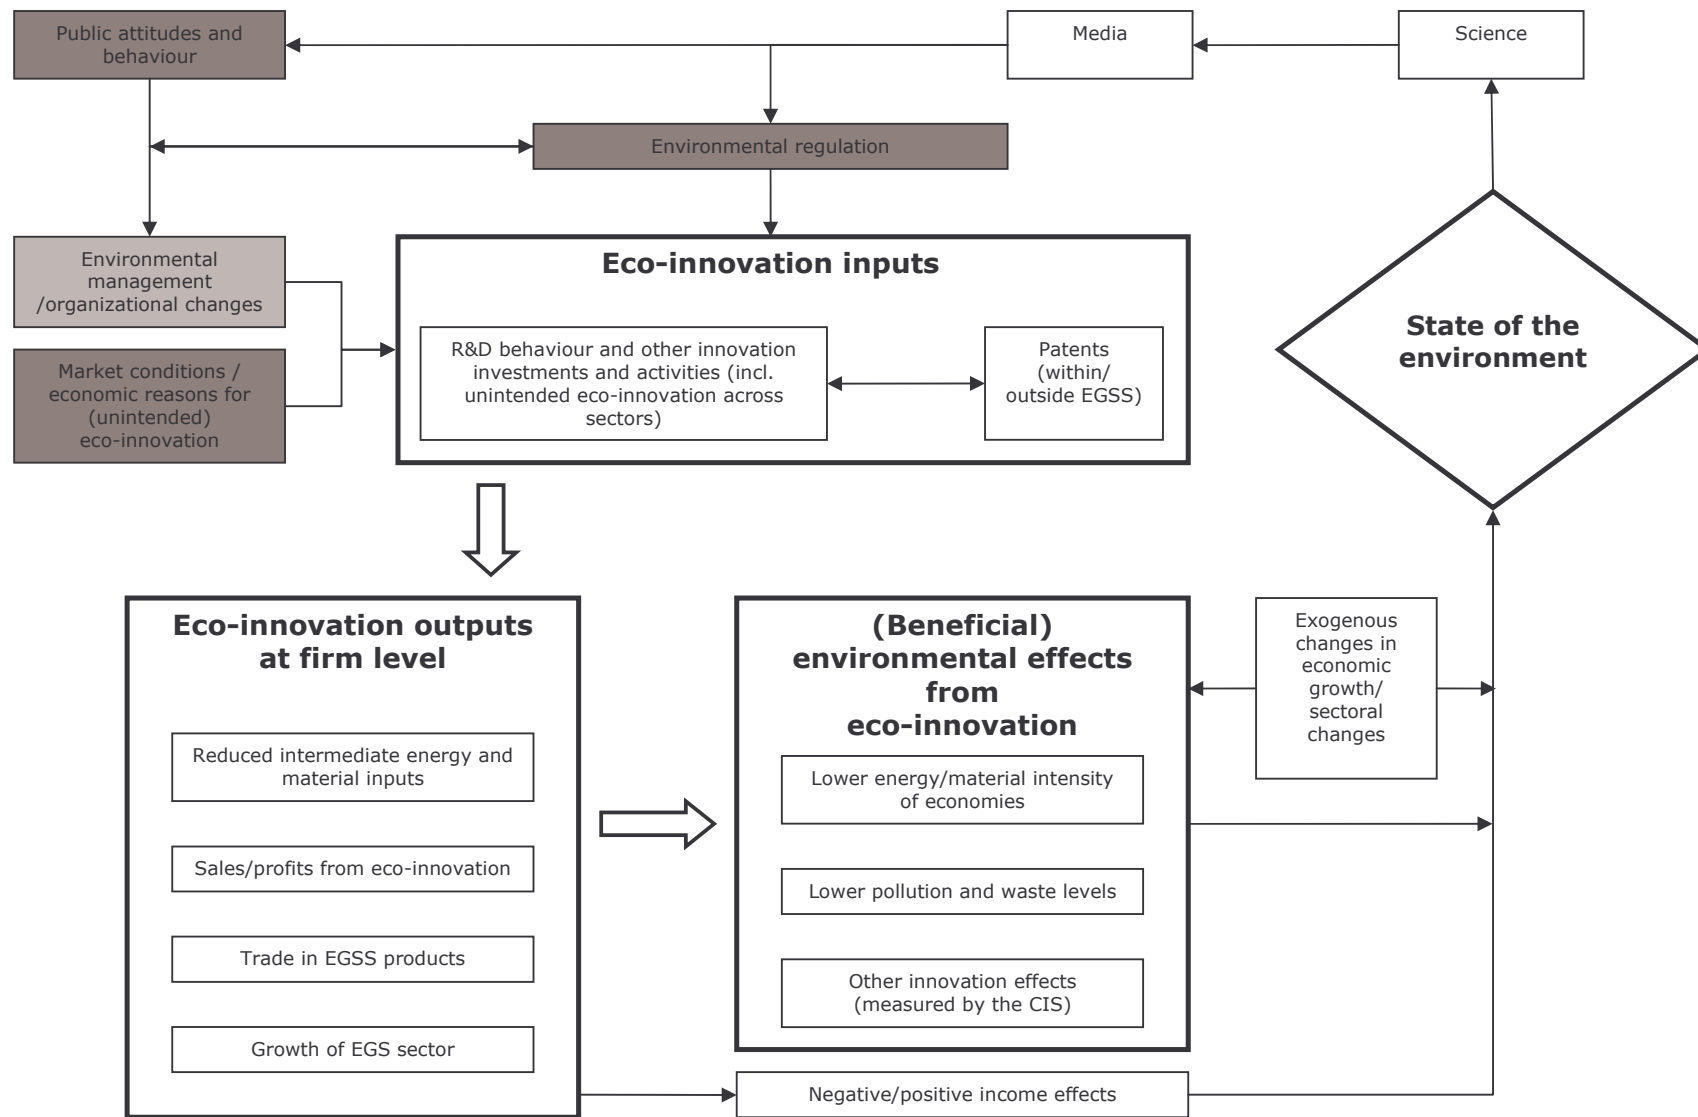 Public attitudes and
behaviour
Media
Science
Environmental regulation
Environmental
management
/organizational changes
Market conditions /
economic reasons for
(unintended)
eco-innovation
Eco-innovation inputs
R&D behaviour and other innovation
investments and activities (incl.
unintended eco-innovation across
sectors)
Patents
(within/
outside EGSS)
State of the
environment
Eco-innovation outputs
at firm level
Reduced intermediate energy and
material inputs
Sales/profits from eco-innovation
Trade in EGSS products
Growth of EGS sector
(Beneficial)
environmental effects
from
eco-innovation
Lower energy/material intensity
of economies
Lower pollution and waste levels
Other innovation effects
(measured by the CIS)
Exogenous
changes in
economic
growth/
sectoral
changes
Negative/positive income effects